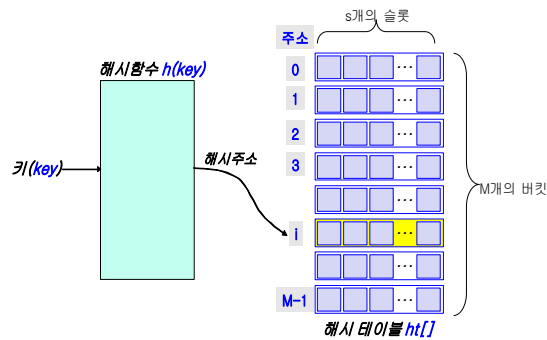 s개의 슬롯
주소
해시함수 h(key)
0
1
2
3
키(key)
해시주소
M개의 버킷
i
M-1
해시 테이블 ht[]